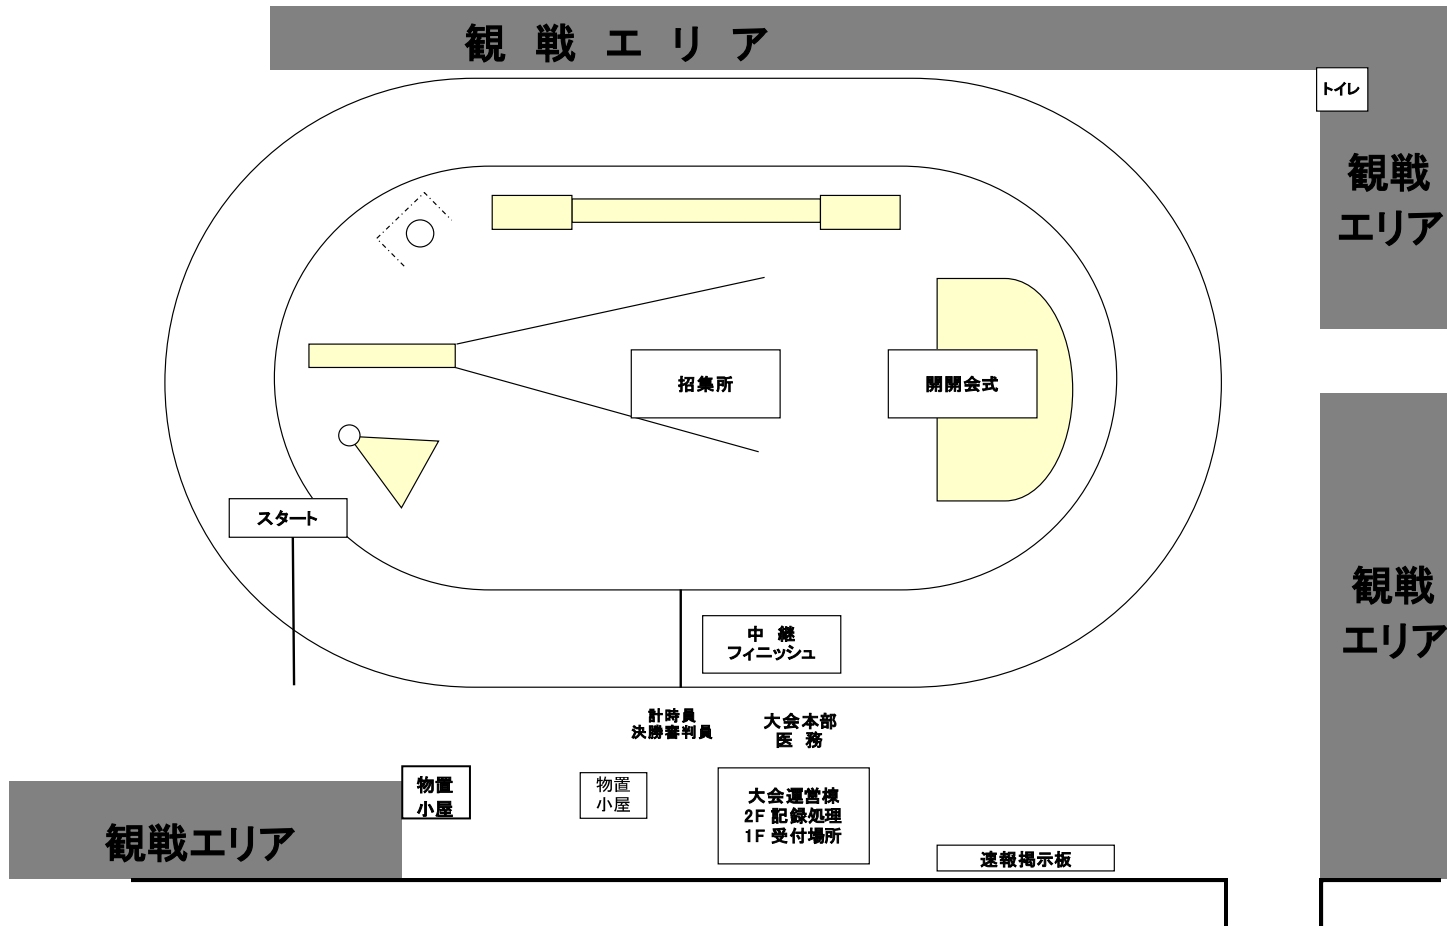 観 戦 エ リ ア
トイレ
観戦
エリア
招集所
開開会式
スタート
観戦
エリア
中 継
フィニッシュ
計時員
決勝審判員
大会本部
医 務
物置
小屋
物置
小屋
大会運営棟
2F 記録処理
1F 受付場所
観戦エリア
速報掲示板